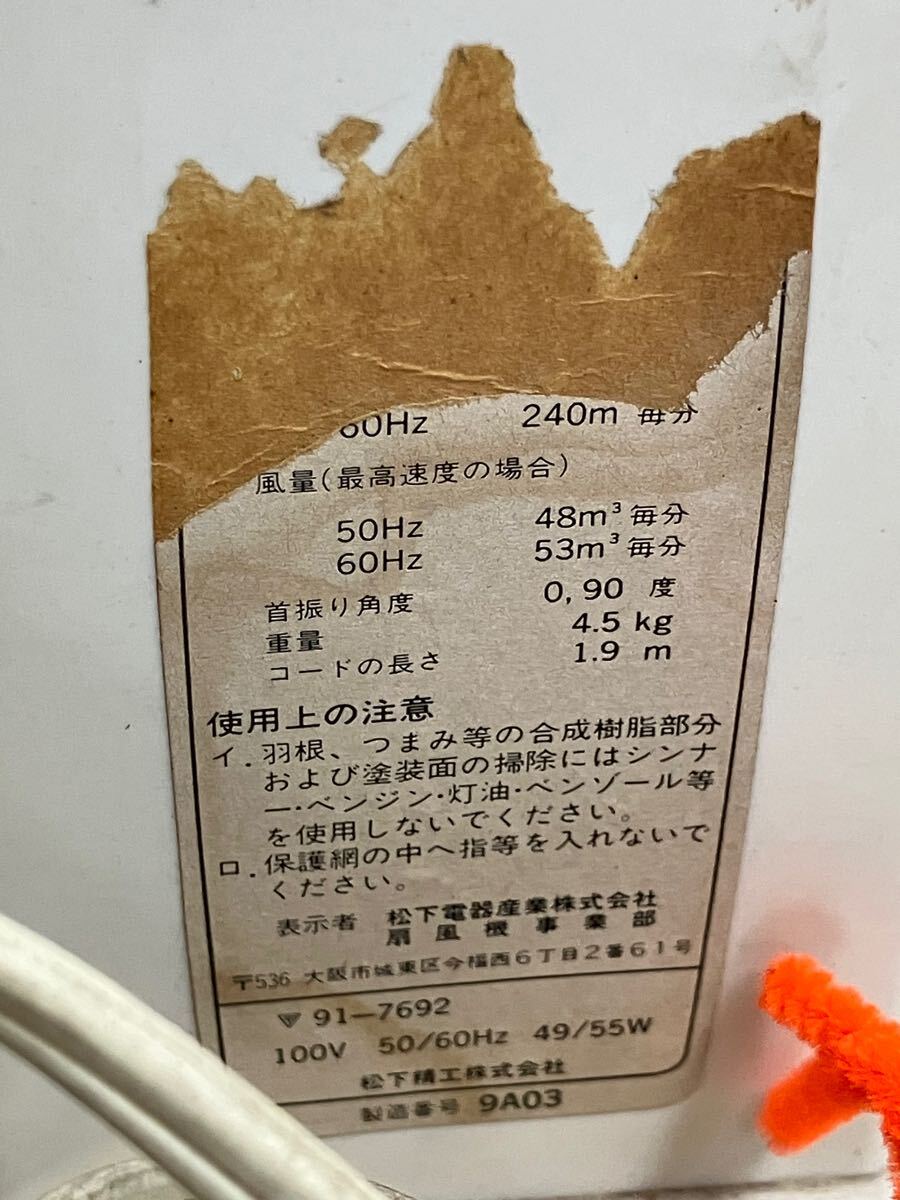 60Hz 240m 毎分
風量(最高速度の場合)
50Hz 48m³ 毎分
60Hz 53m³ 毎分
首振り角度 0,90 度
重量 4.5 kg
コードの長さ 1.9 m
使用上の注意
イ. 羽根、つまみ等の合成樹脂部分
および塗装面の掃除にはシンナ
ー・ベンジン・灯油・ベンゾール等
を使用しないでください。
ロ. 保護網の中へ指等を入れないで
ください。
表示者 松下電器産業株式会社
扇風機事業部
〒536 大阪市城東区今福西6丁目2番61号
91-7692
100V 50/60Hz 49/55W
松下精工株式会社
製造番号 9A03